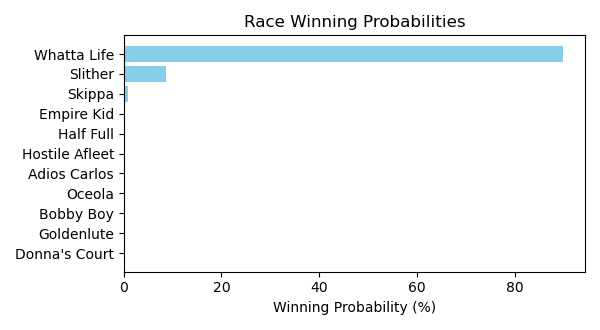 Race Winning Probabilities
Whatta Life
Slither
Skippa
Empire Kid
Half Full
Hostile Afleet
Adios Carlos
Oceola
Bobby Boy
Goldenlute
Donna's Court
0 20 40 60 80
Winning Probability (%)